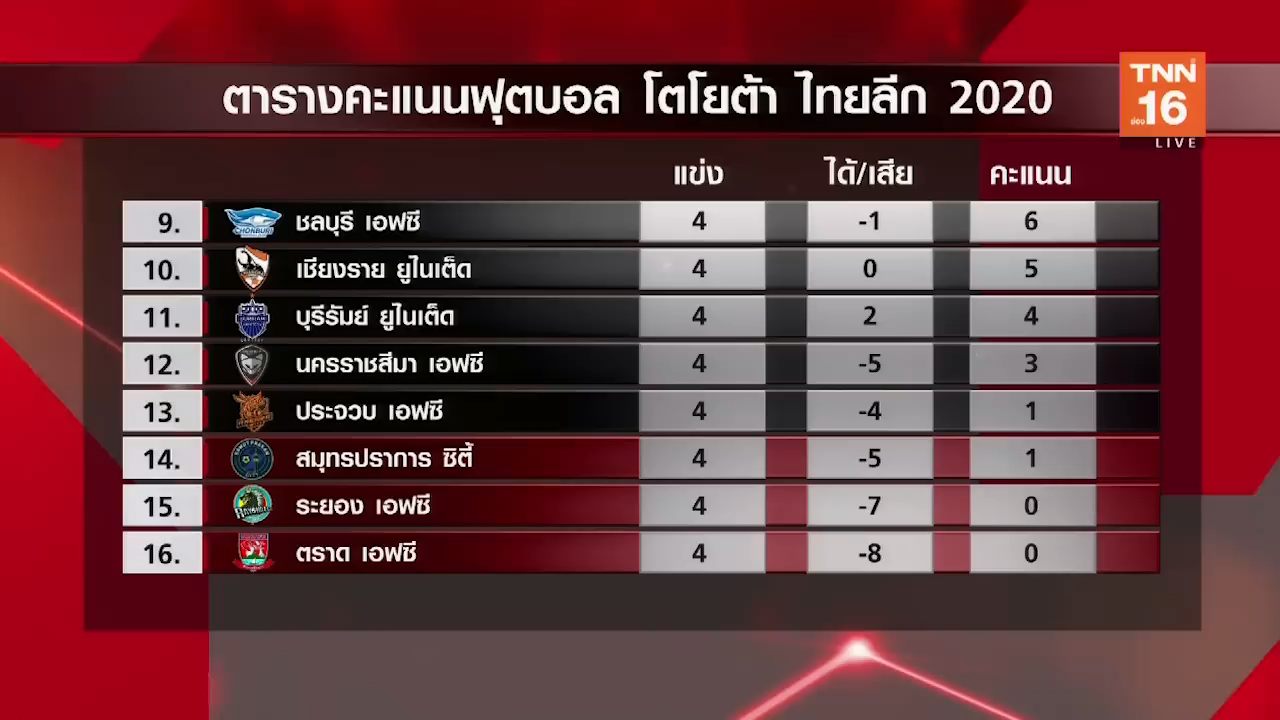 ตารางคะแนนฟุตบอล โตโยต้า ไทยลีก 2020
TNN
ช่อง 16
LIVE
แข่ง ได้/เสีย คะแนน
9. CHONBURI ชลบุรี เอฟซี 4 -1 6
10. เชียงราย ยูไนเต็ด 4 0 5
11. บุรีรัมย์ ยูไนเต็ด 4 2 4
12. นครราชสีมา เอฟซี 4 -5 3
13. ประจวบ เอฟซี 4 -4 1
14. สมุทรปราการ ซิตี้ 4 -5 1
15. ระยอง เอฟซี 4 -7 0
16. ตราด เอฟซี 4 -8 0